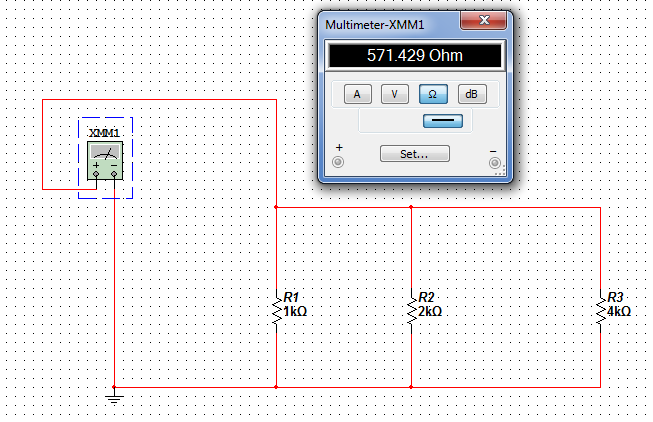 Multimeter-XMM1
571.429 Ohm
A V Ω dB
+ Set... −
XMM1
+ −
R1
1kΩ
R2
2kΩ
R3
4kΩ